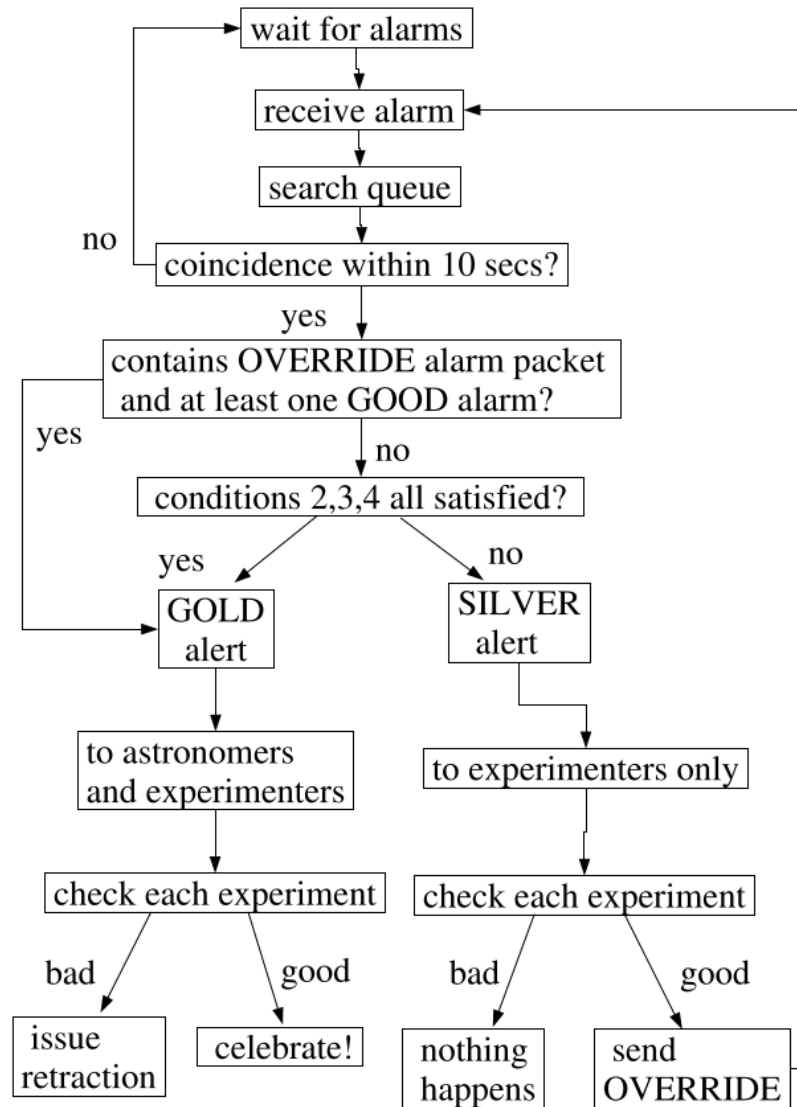 wait for alarms
receive alarm
search queue
no
coincidence within 10 secs?
yes
contains OVERRIDE alarm packet
and at least one GOOD alarm?
yes
no
conditions 2,3,4 all satisfied?
yes
no
GOLD
alert
SILVER
alert
to astronomers
and experimenters
to experimenters only
check each experiment
check each experiment
bad
good
bad
good
issue
retraction
celebrate!
nothing
happens
send
OVERRIDE